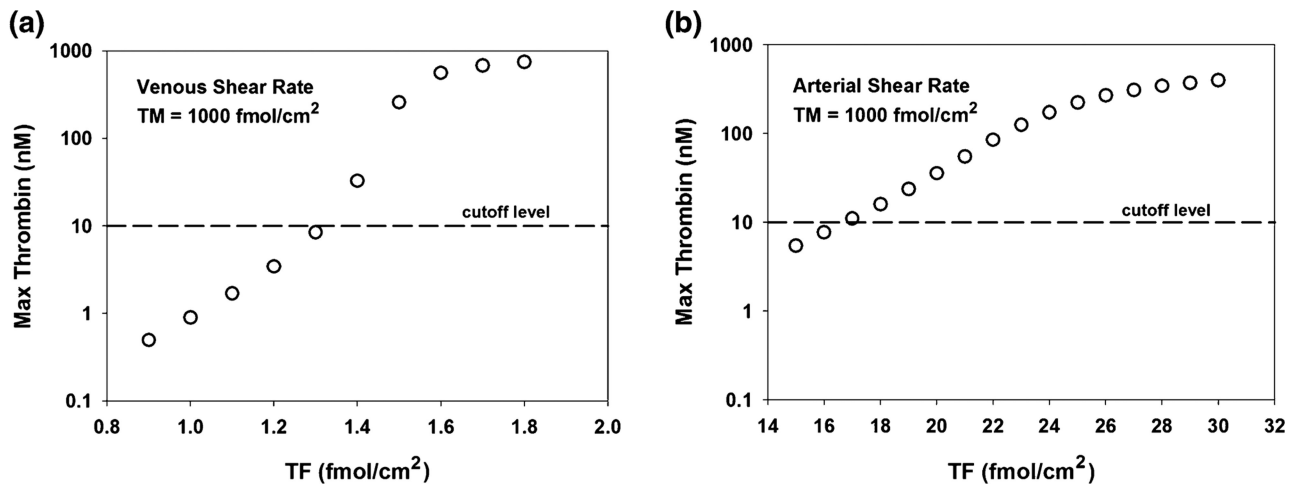 (a)
Max Thrombin (nM)
1000
100
10
1
0.1
Venous Shear Rate
TM = 1000 fmol/cm²
cutoff level
0.8 1.0 1.2 1.4 1.6 1.8 2.0
TF (fmol/cm²)
(b)
Max Thrombin (nM)
1000
100
10
1
0.1
Arterial Shear Rate
TM = 1000 fmol/cm²
cutoff level
14 16 18 20 22 24 26 28 30 32
TF (fmol/cm²)